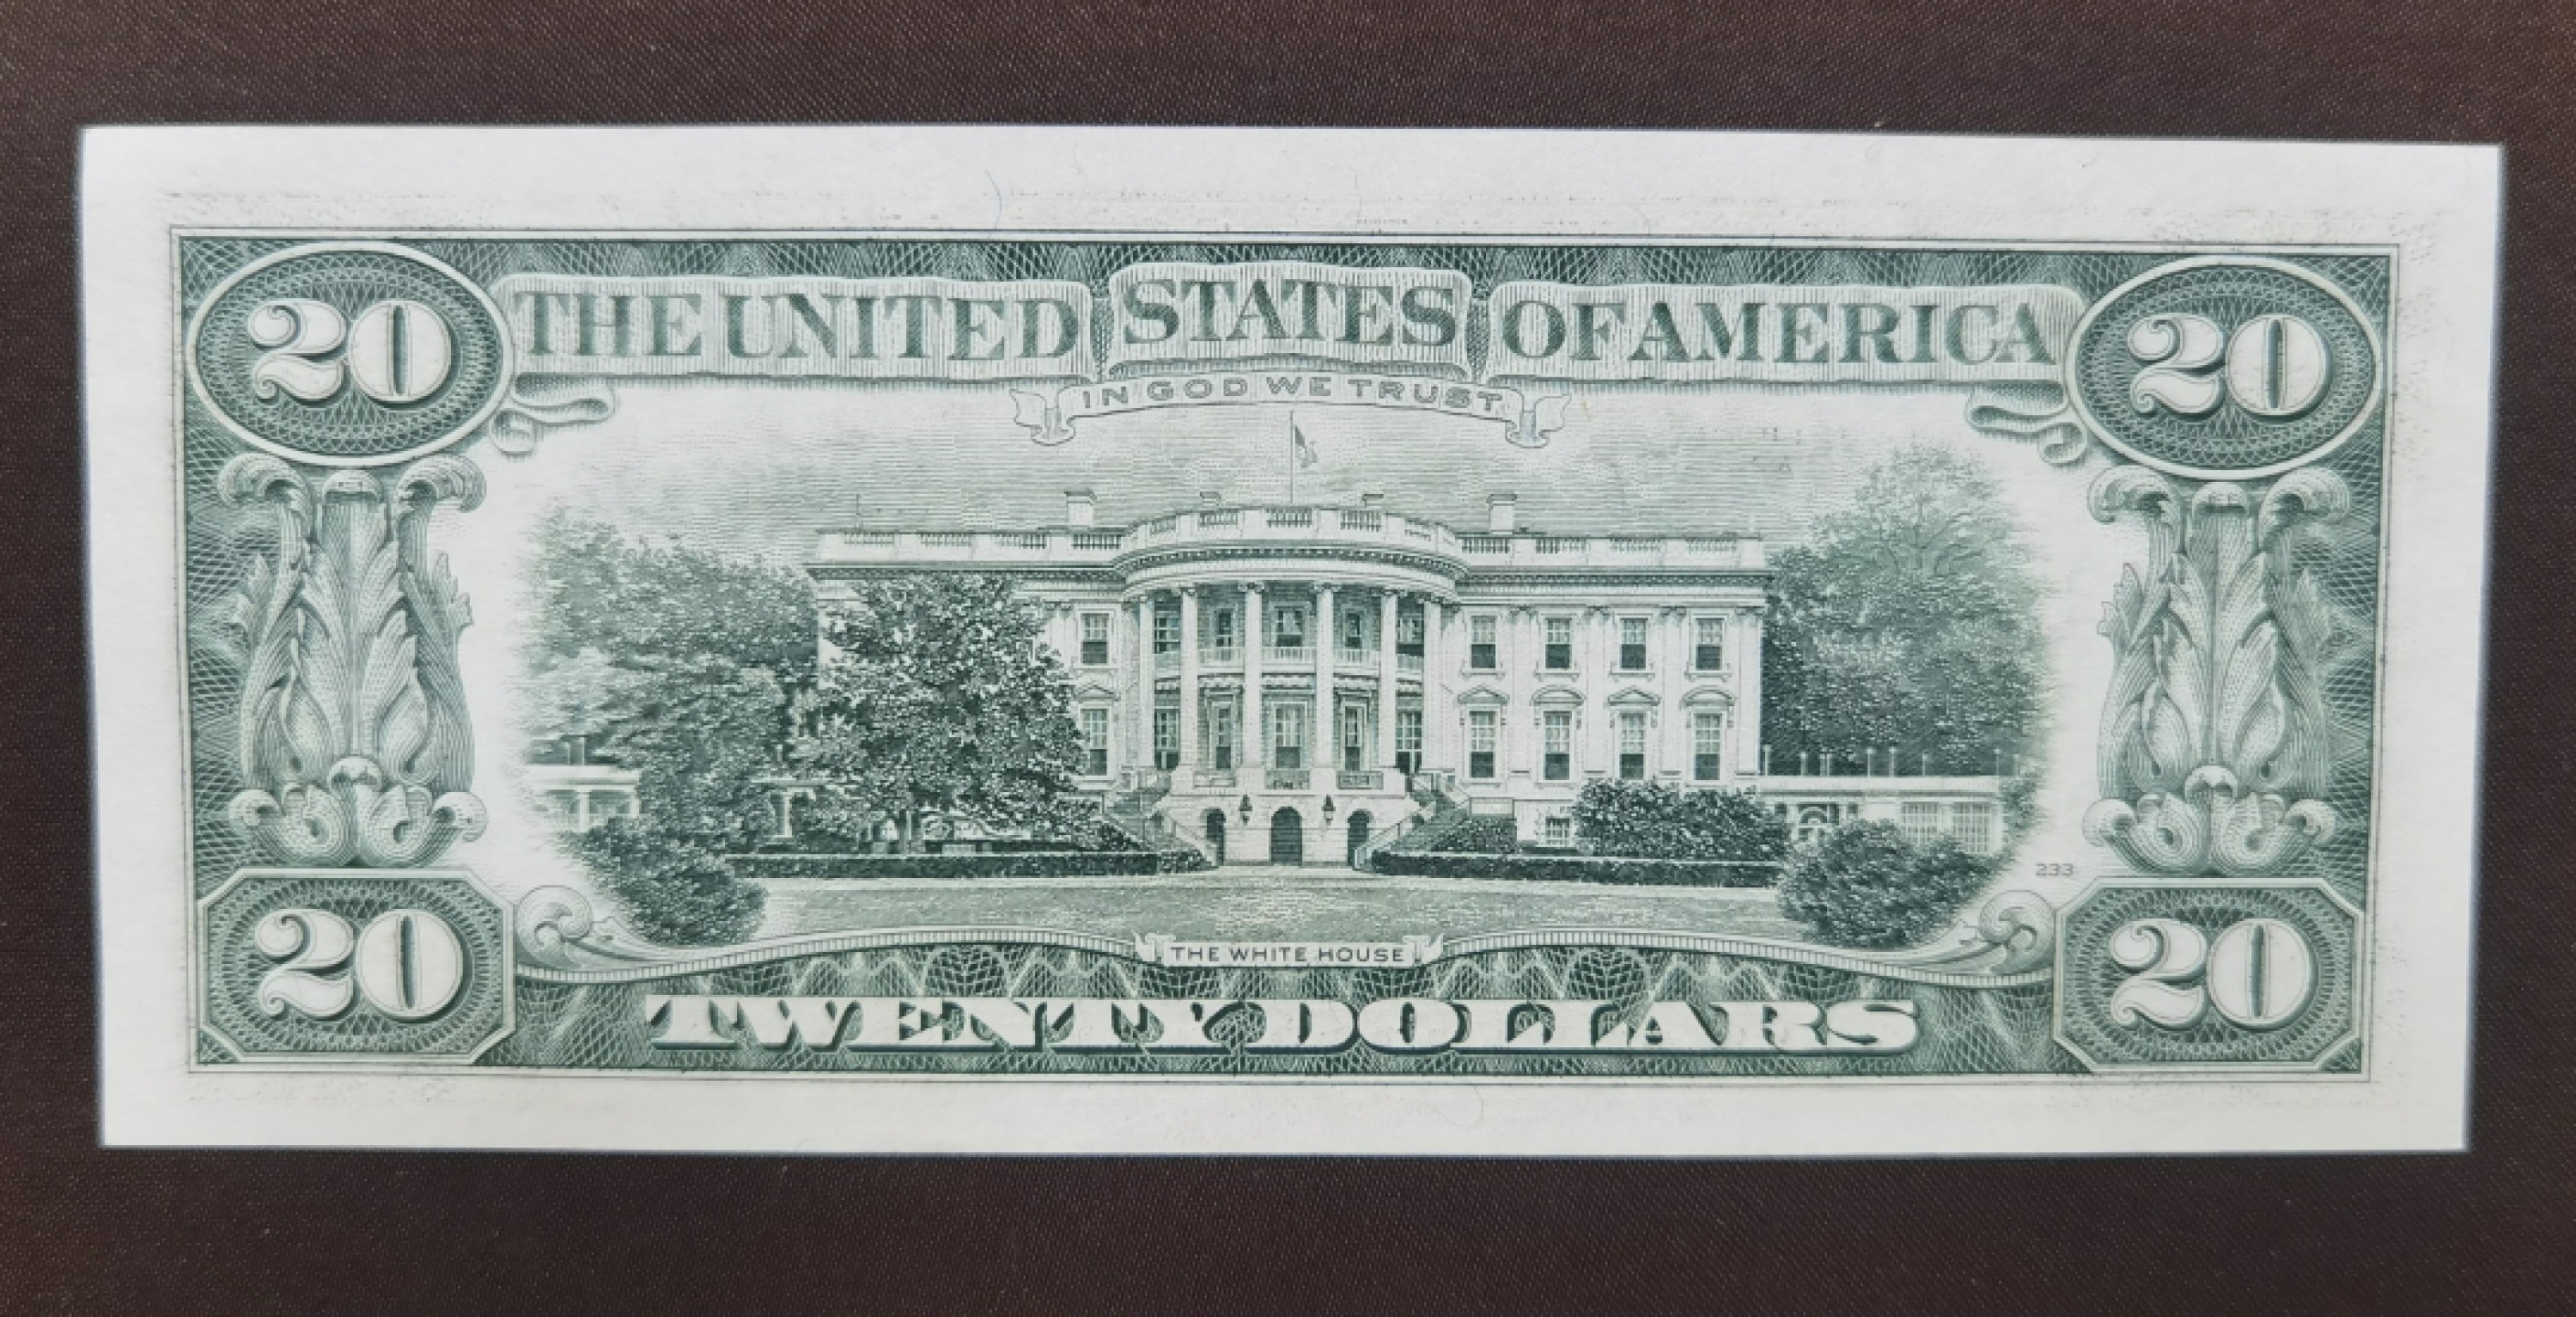 20 THE UNITED STATES OF AMERICA 20
IN GOD WE TRUST
233
THE WHITE HOUSE
20 TWENTY DOLLARS 20